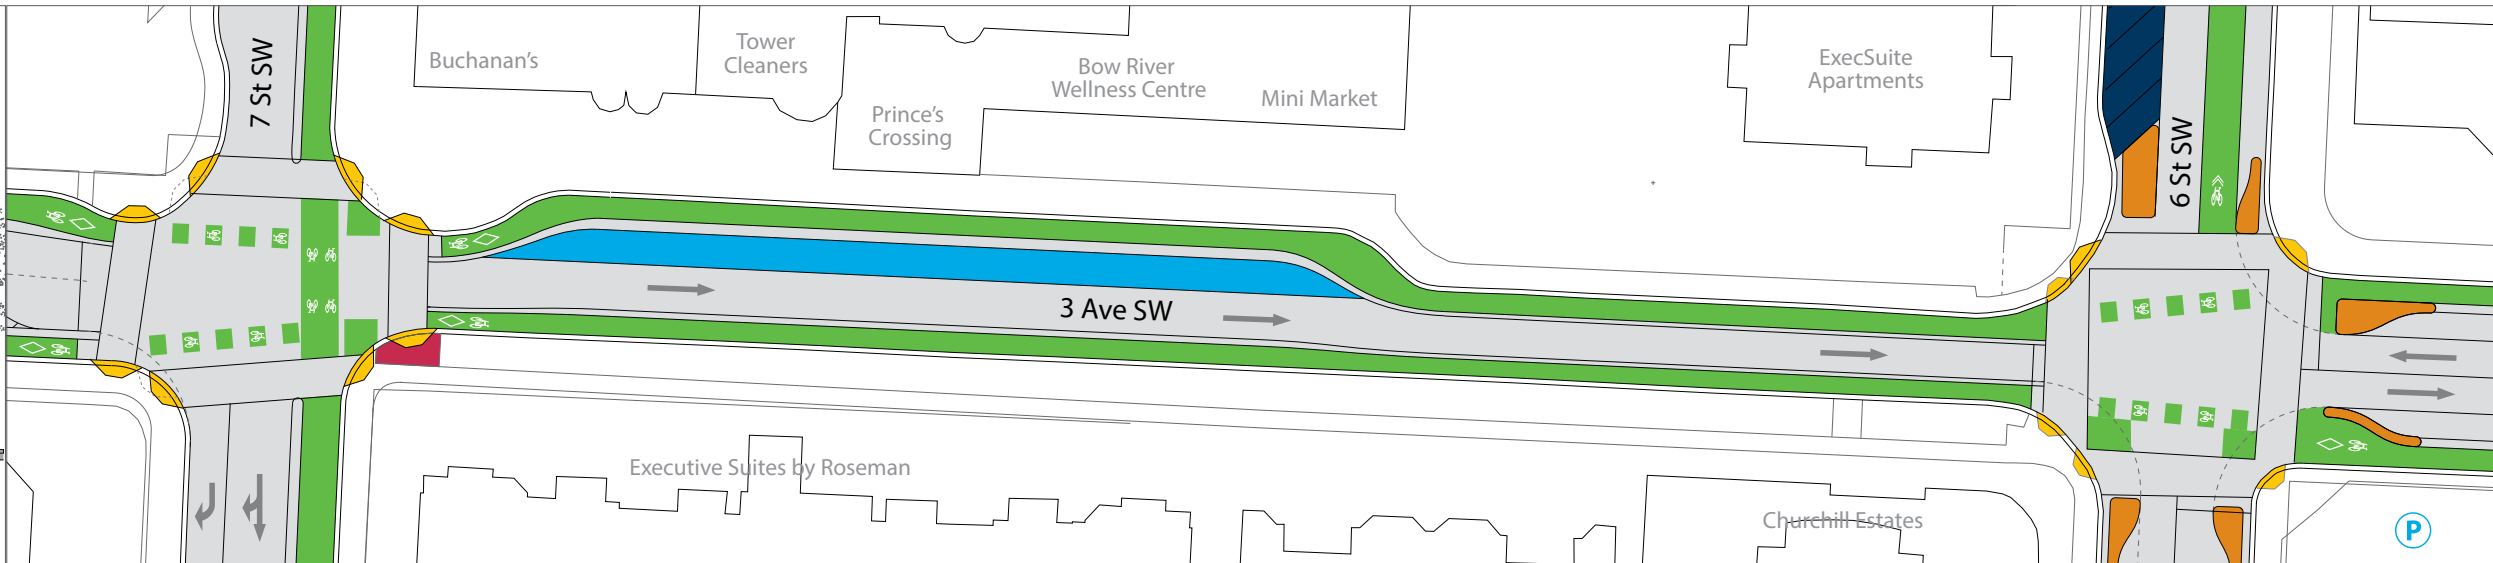 7 St SW
Buchanan's
Tower
Cleaners
Prince's
Crossing
Bow River
Wellness Centre
Mini Market
ExecSuite
Apartments
6 St SW
3 Ave SW
Executive Suites by Roseman
Churchill Estates
P